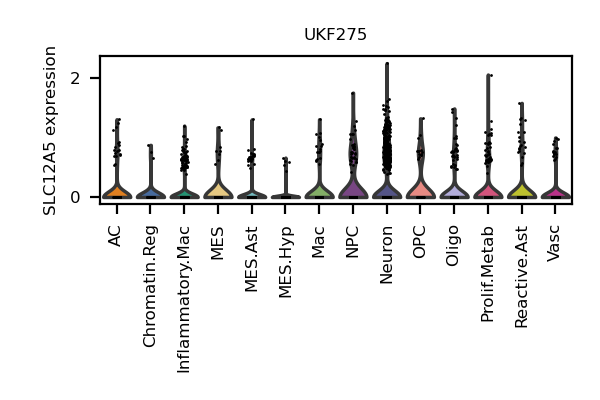 UKF275
SLC12A5 expression
2
0
AC
Chromatin.Reg
Inflammatory.Mac
MES
MES.Ast
MES.Hyp
Mac
NPC
Neuron
OPC
Oligo
Prolif.Metab
Reactive.Ast
Vasc